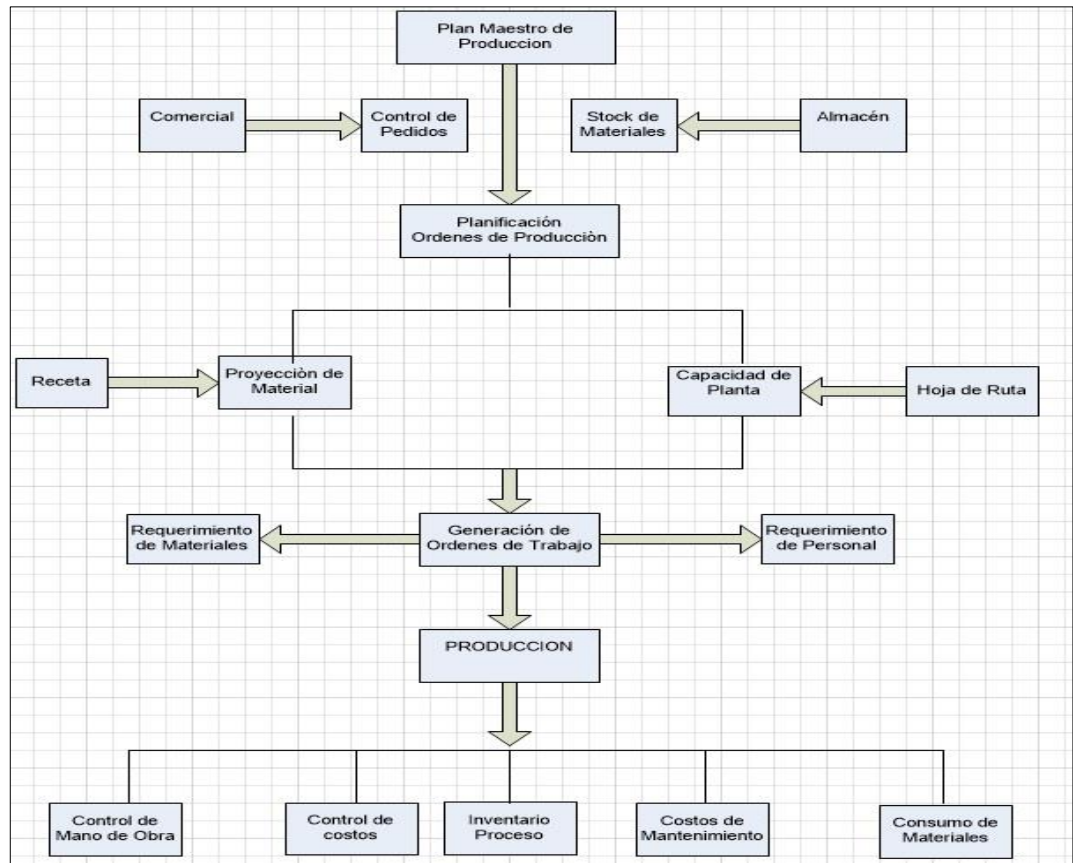 Plan Maestro de
Produccion
Comercial
Control de
Pedidos
Stock de
Materiales
Almacén
Planificación
Ordenes de Producciòn
Receta
Proyecciòn de
Material
Capacidad de
Planta
Hoja de Ruta
Requerimiento
de Materiales
Generación de
Ordenes de Trabajo
Requerimiento
de Personal
PRODUCCION
Control de
Mano de Obra
Control de
costos
Inventario
Proceso
Costos de
Mantenimiento
Consumo de
Materiales